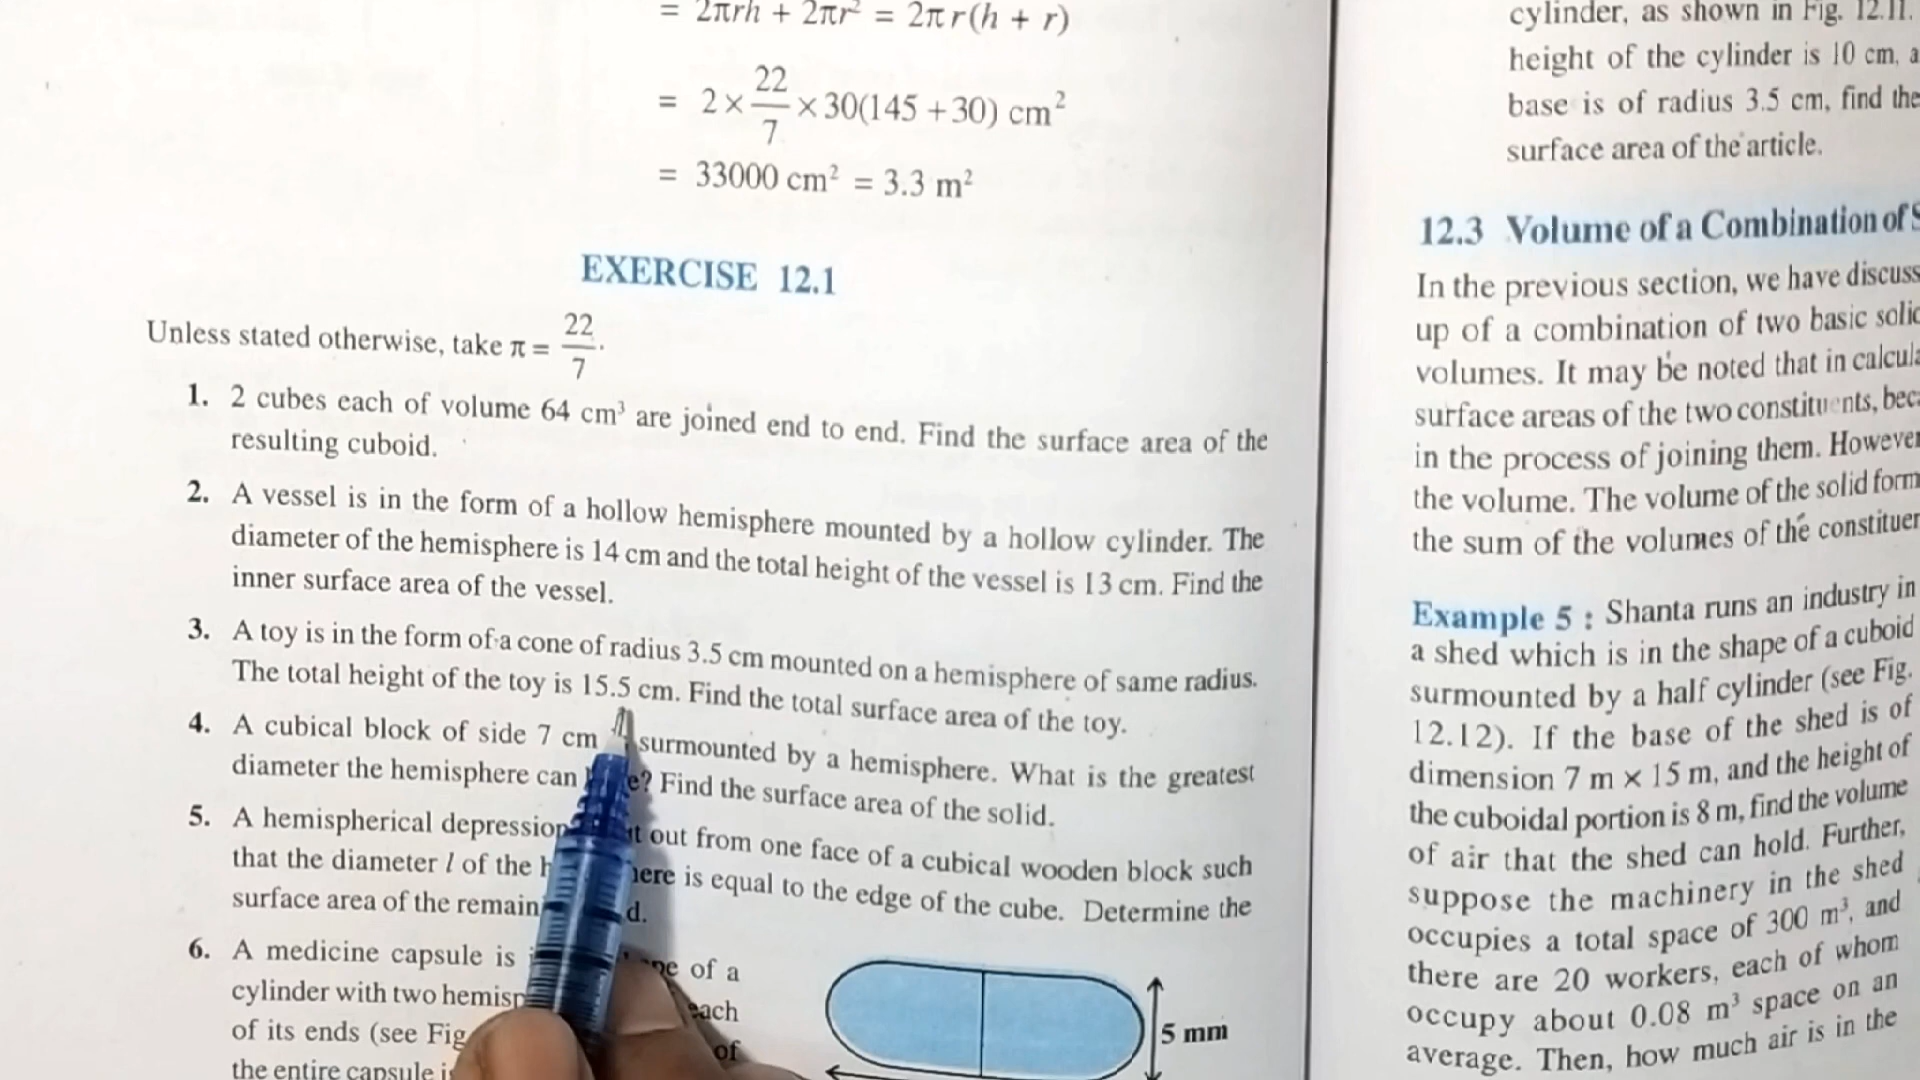 = 2πrh + 2πr² = 2π r(h + r)
= 2 × 22/7 × 30(145 + 30) cm²
= 33000 cm² = 3.3 m²
EXERCISE 12.1
Unless stated otherwise, take π = 22/7.
1. 2 cubes each of volume 64 cm³ are joined end to end. Find the surface area of the
resulting cuboid.
2. A vessel is in the form of a hollow hemisphere mounted by a hollow cylinder. The
diameter of the hemisphere is 14 cm and the total height of the vessel is 13 cm. Find the
inner surface area of the vessel.
3. A toy is in the form of a cone of radius 3.5 cm mounted on a hemisphere of same radius.
The total height of the toy is 15.5 cm. Find the total surface area of the toy.
4. A cubical block of side 7 cm surmounted by a hemisphere. What is the greatest
diameter the hemisphere can Find the surface area of the solid.
5. A hemispherical depression out from one face of a cubical wooden block such
that the diameter l of the is equal to the edge of the cube. Determine the
surface area of the
6. A medicine capsule is of a
cylinder with two each
of its ends (see Fig of
the entire capsule
5 mm
cylinder, as shown in Fig. 12.11.
height of the cylinder is 10 cm,
base is of radius 3.5 cm, find the
surface area of the article.
12.3 Volume of a Combination of
In the previous section, we have
up of a combination of two basic
volumes. It may be noted that in
surface areas of the two constituents,
in the process of joining them. However
the volume. The volume of the solid
the sum of the volumes of the
Example 5 : Shanta runs an industry in
a shed which is in the shape of a cuboid
surmounted by a half cylinder (see Fig.
12.12). If the base of the shed is of
dimension 7 m × 15 m, and the height of
the cuboidal portion is 8 m, find the volume
of air that the shed can hold. Further,
suppose the machinery in the shed
occupies a total space of 300 m³, and
there are 20 workers, each of whom
occupy about 0.08 m³ space on an
average. Then, how much air is in the